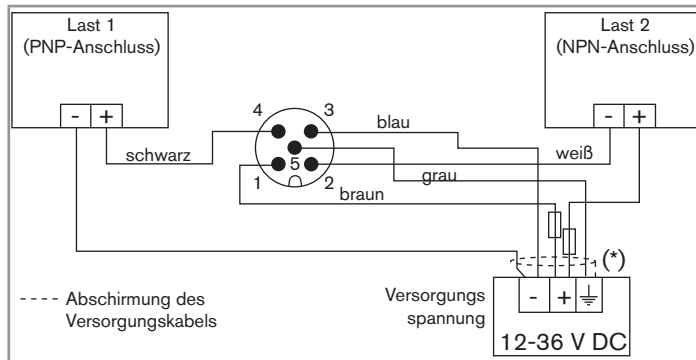 Last 1
(PNP-Anschluss)
- +
Last 2
(NPN-Anschluss)
- +
4 3
5
1 2
schwarz
blau
weiß
grau
braun
(*)
Abschirmung des
Versorgungskabels
Versorgungs
spannung
- +
12-36 V DC